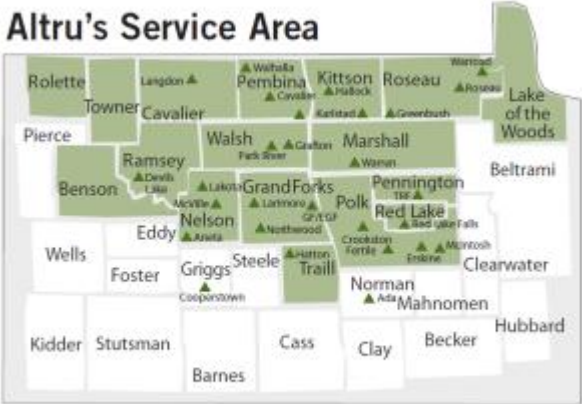 Altru's Service Area
Rolette
Towner
Langdon
Cavalier
Walhalla
Pembina
Cavalier
Kittson
Hallock
Karlstad
Roseau
Warroad
Roseau
Greenbush
Lake
of the
Woods
Pierce
Benson
Ramsey
Devils
Lake
Walsh
Park River
Grafton
Marshall
Warren
Beltrami
Lakota
McVille
Nelson
Aneta
Grand Forks
Larimore
GF/EGF
Northwood
Polk
Crookston
Fertile
Erskine
McIntosh
Pennington
TRF
Red Lake
Red Lake Falls
Clearwater
Wells
Eddy
Foster
Griggs
Cooperstown
Steele
Hatton
Traill
Norman
Ada
Mahnomen
Hubbard
Kidder
Stutsman
Barnes
Cass
Clay
Becker